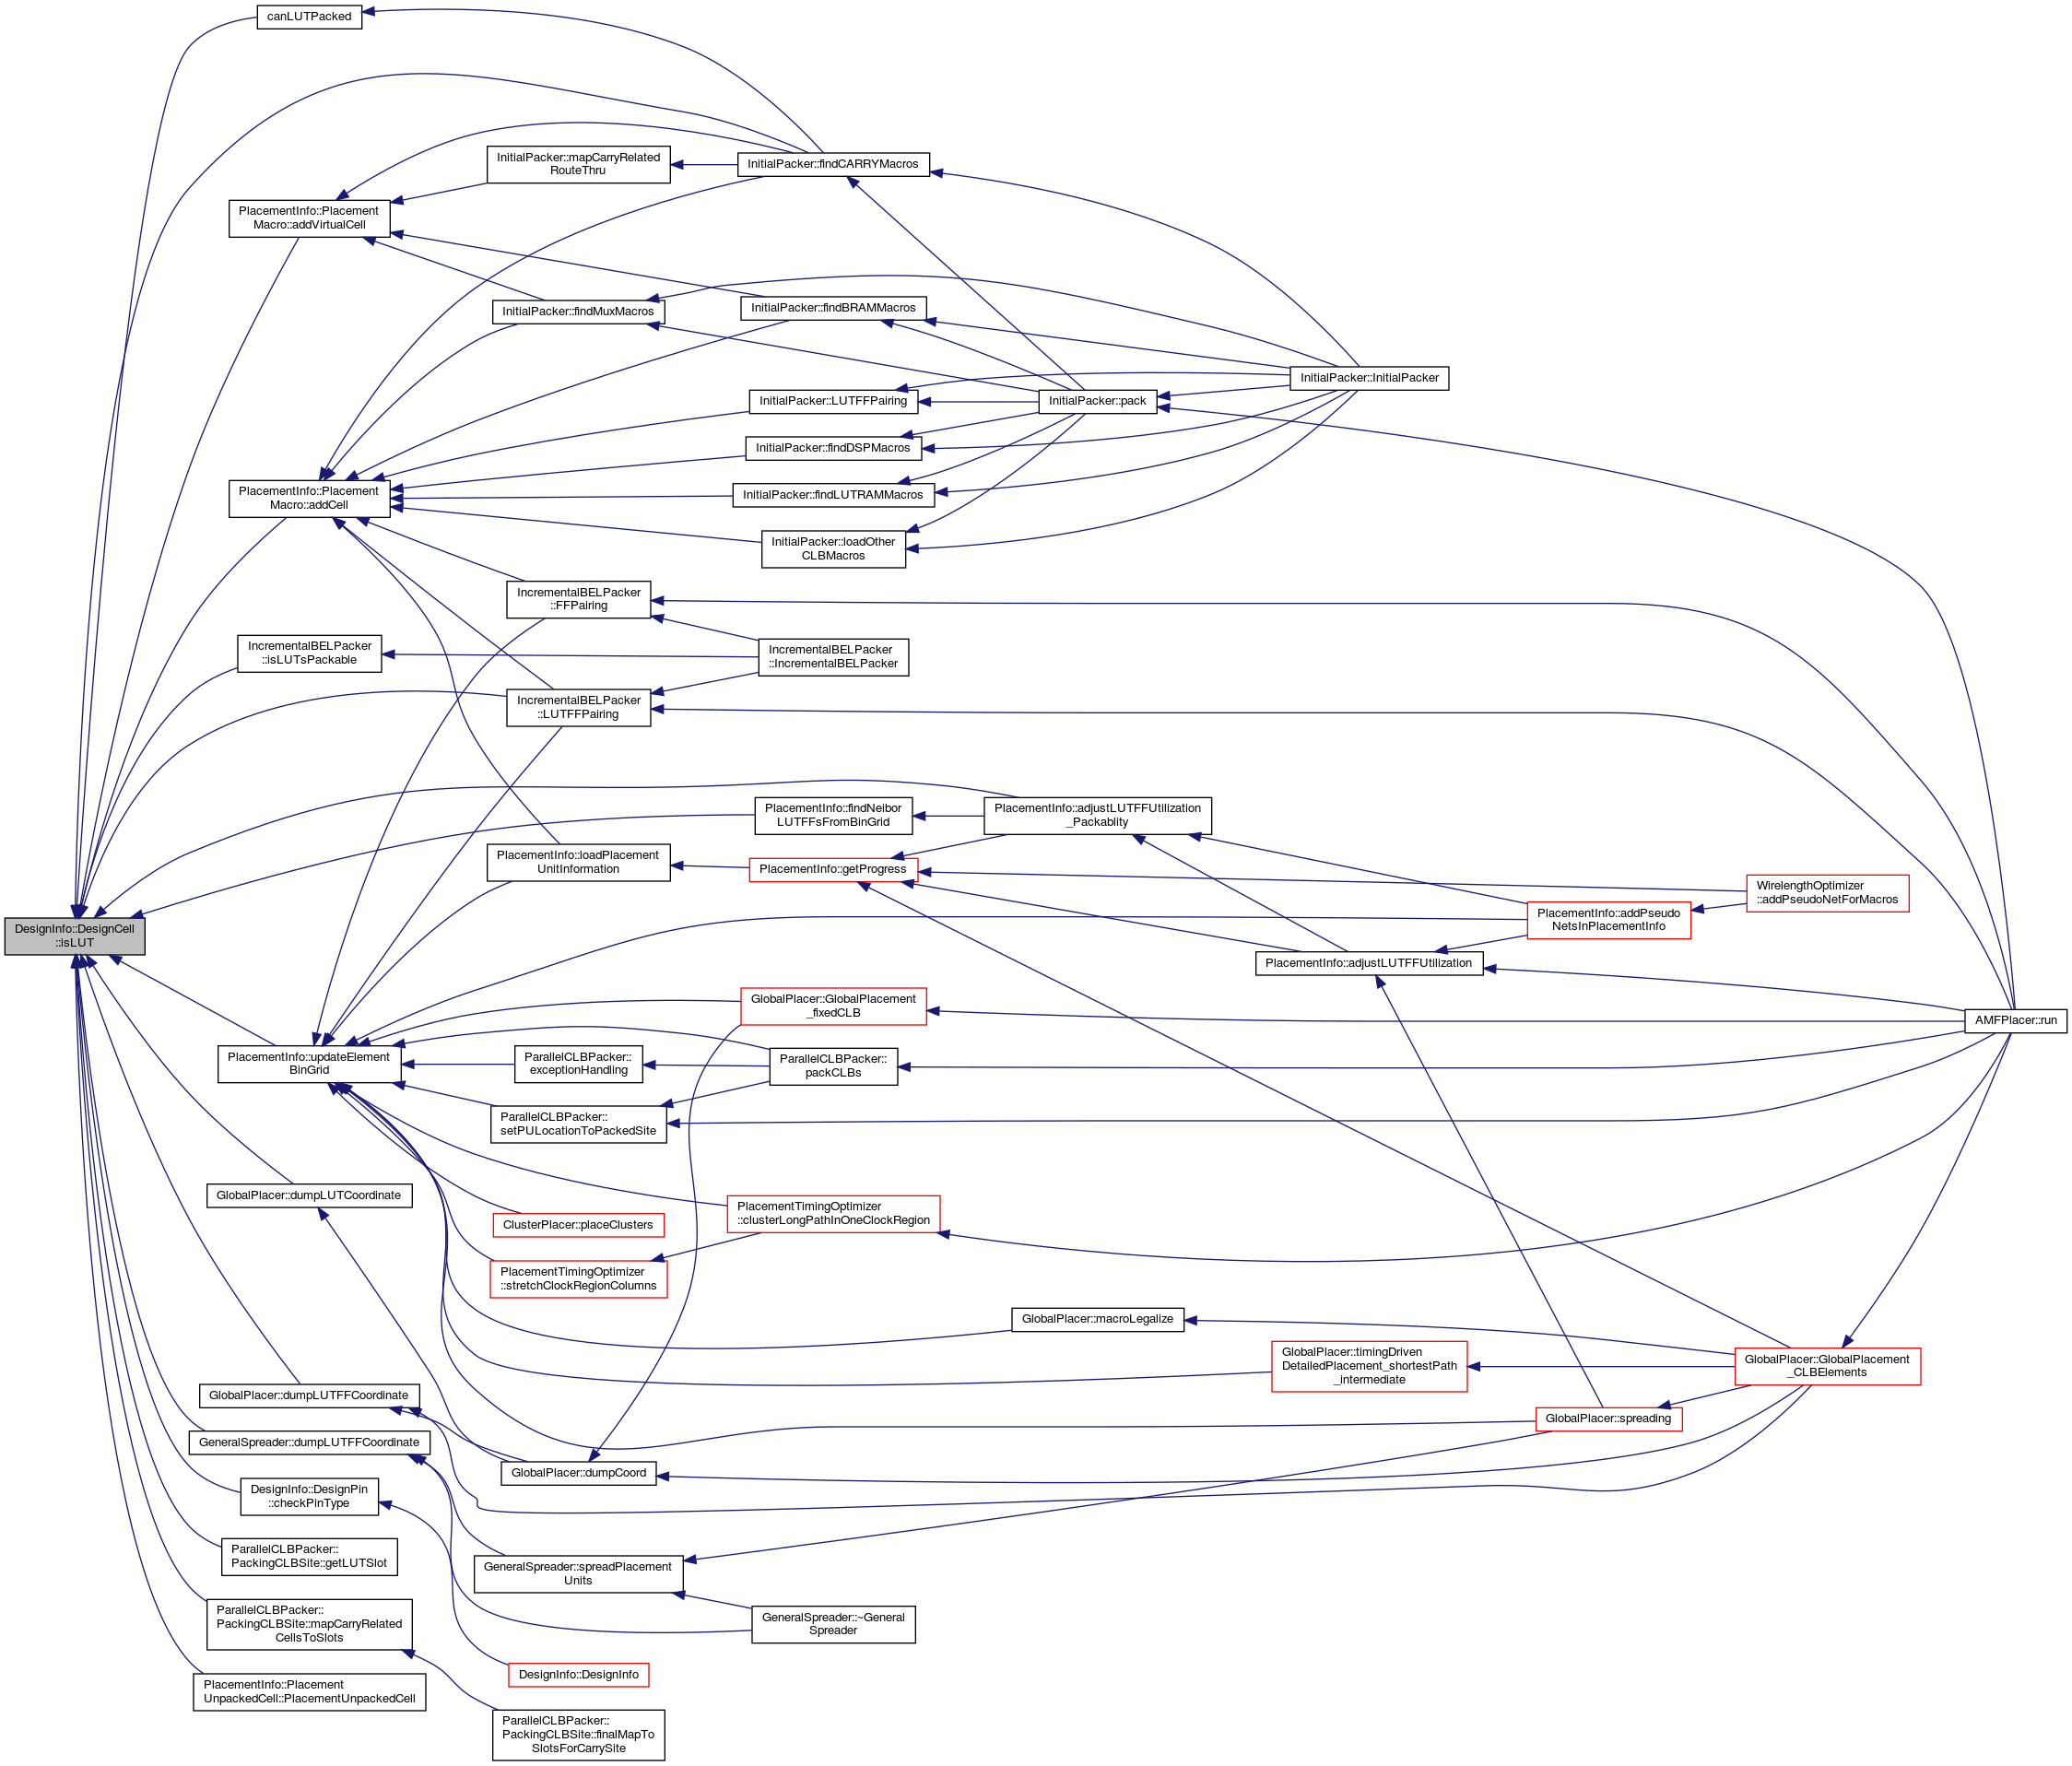 canLUTPacked
InitialPacker::mapCarryRelated
RouteThru
InitialPacker::findCARRYMacros
PlacementInfo::Placement
Macro::addVirtualCell
InitialPacker::findMuxMacros
InitialPacker::findBRAMMacros
InitialPacker::InitialPacker
InitialPacker::LUTFFPairing
InitialPacker::pack
InitialPacker::findDSPMacros
PlacementInfo::Placement
Macro::addCell
InitialPacker::findLUTRAMMacros
InitialPacker::loadOther
CLBMacros
IncrementalBELPacker
::FFPairing
IncrementalBELPacker
::isLUTsPackable
IncrementalBELPacker
::IncrementalBELPacker
IncrementalBELPacker
::LUTFFPairing
PlacementInfo::findNeibor
LUTFFsFromBinGrid
PlacementInfo::adjustLUTFFUtilization
_Packablity
PlacementInfo::loadPlacement
UnitInformation
PlacementInfo::getProgress
WirelengthOptimizer
::addPseudoNetForMacros
DesignInfo::DesignCell
::isLUT
PlacementInfo::addPseudo
NetsInPlacementInfo
PlacementInfo::adjustLUTFFUtilization
GlobalPlacer::GlobalPlacement
_fixedCLB
AMFPlacer::run
PlacementInfo::updateElement
BinGrid
ParallelCLBPacker::
exceptionHandling
ParallelCLBPacker::
packCLBs
ParallelCLBPacker::
setPULocationToPackedSite
GlobalPlacer::dumpLUTCoordinate
ClusterPlacer::placeClusters
PlacementTimingOptimizer
::clusterLongPathInOneClockRegion
PlacementTimingOptimizer
::stretchClockRegionColumns
GlobalPlacer::macroLegalize
GlobalPlacer::timingDriven
DetailedPlacement_shortestPath
_intermediate
GlobalPlacer::GlobalPlacement
_CLBElements
GlobalPlacer::dumpLUTFFCoordinate
GlobalPlacer::spreading
GeneralSpreader::dumpLUTFFCoordinate
GlobalPlacer::dumpCoord
DesignInfo::DesignPin
::checkPinType
ParallelCLBPacker::
PackingCLBSite::getLUTSlot
GeneralSpreader::spreadPlacement
Units
ParallelCLBPacker::
PackingCLBSite::mapCarryRelated
CellsToSlots
GeneralSpreader::~General
Spreader
DesignInfo::DesignInfo
PlacementInfo::Placement
UnpackedCell::PlacementUnpackedCell
ParallelCLBPacker::
PackingCLBSite::finalMapTo
SlotsForCarrySite